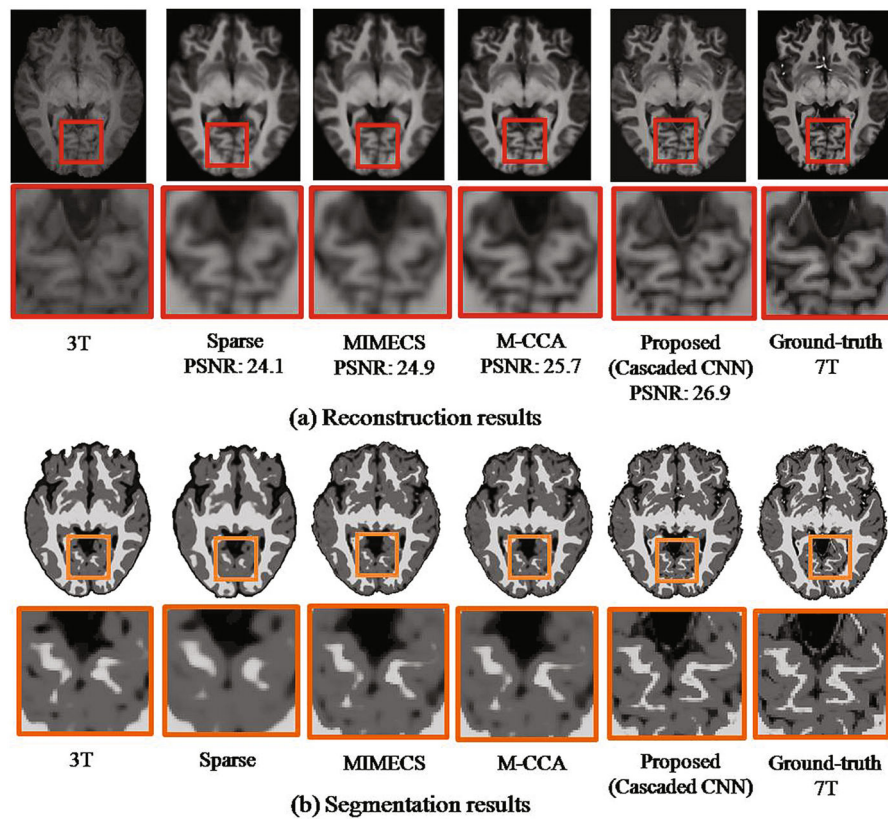 3T
Sparse
PSNR: 24.1
MIMECS
PSNR: 24.9
M-CCA
PSNR: 25.7
Proposed
(Cascaded CNN)
PSNR: 26.9
Ground-truth
7T
(a) Reconstruction results
3T
Sparse
MIMECS
M-CCA
Proposed
(Cascaded CNN)
Ground-truth
7T
(b) Segmentation results